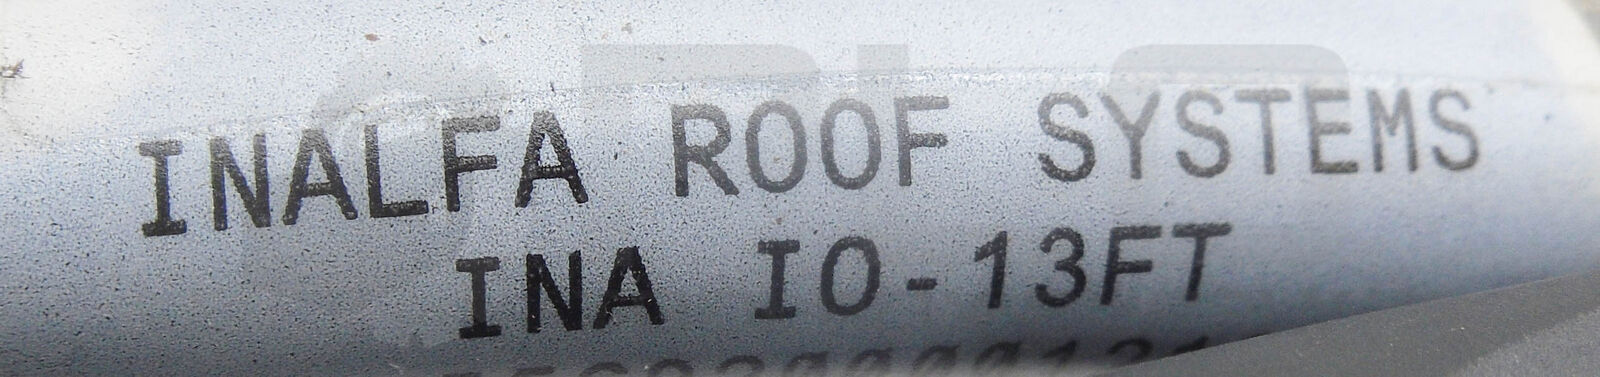 INALFA ROOF SYSTEMS
INA IO-13FT